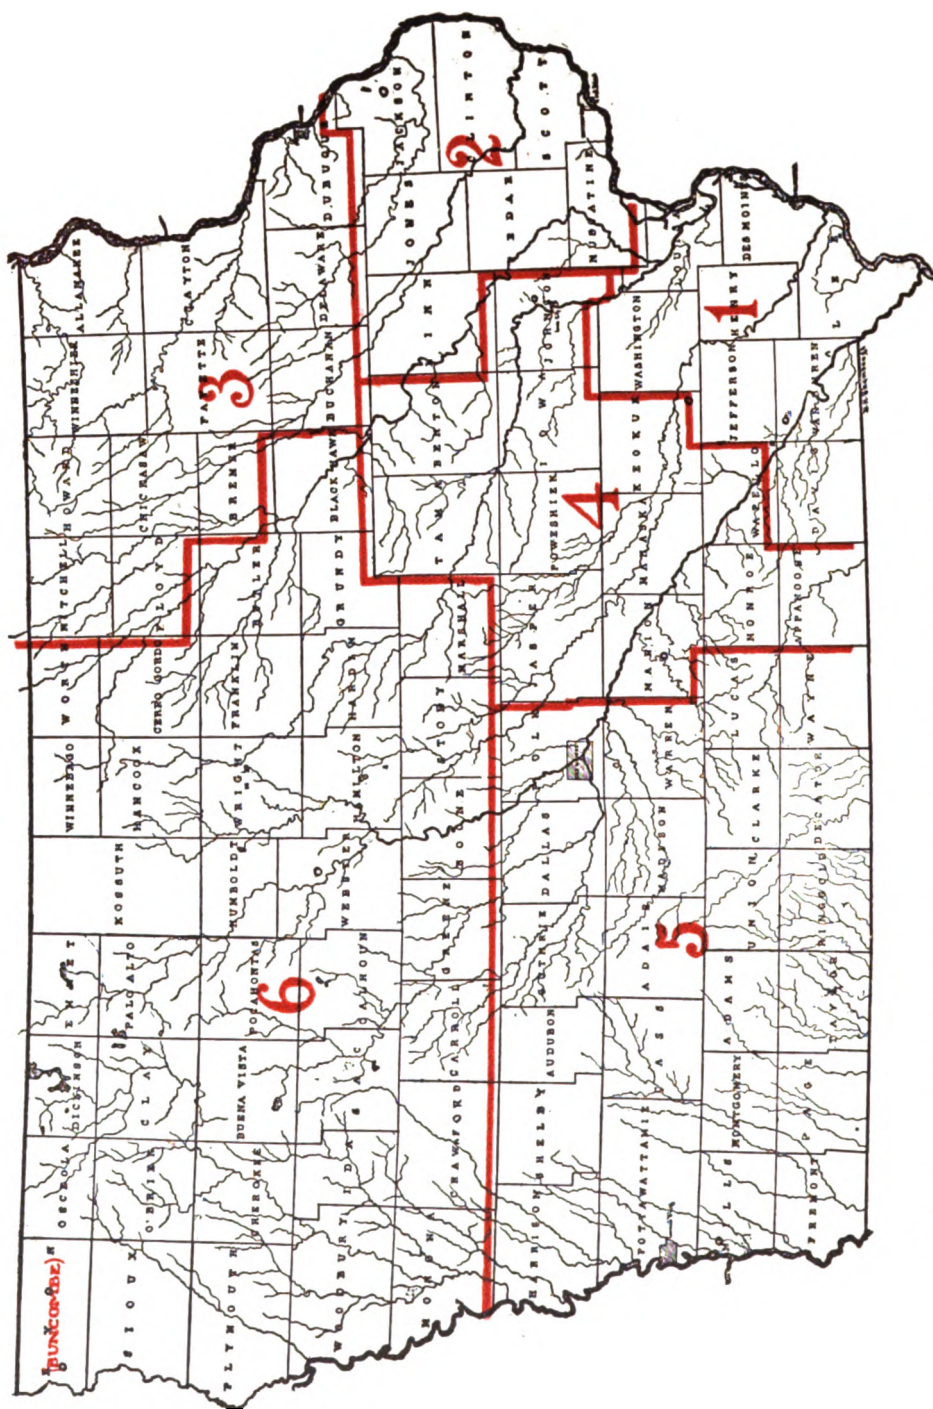 (BUNCOMBE)
OSCEOLA
DICKINSON
EMMET
WINNEBAGO
WORTH
MITCHELL
HOWARD
WINNESHIEK
ALLAMAKEE
SIOUX
O'BRIEN
CLAY
PALO ALTO
KOSSUTH
HANCOCK
CERRO GORDO
FLOYD
CHICKASAW
FAYETTE
CLAYTON
3
PLYMOUTH
CHEROKEE
BUENA VISTA
POCAHONTAS
HUMBOLDT
WRIGHT
FRANKLIN
BUTLER
BREMER
6
WOODBURY
IDA
SAC
CALHOUN
WEBSTER
HAMILTON
HARDIN
GRUNDY
BLACK HAWK
BUCHANAN
DELAWARE
DUBUQUE
MONONA
CRAWAFORD
CARROLL
GREENE
BOONE
STORY
MARSHALL
TAMA
BENTON
LINN
JONES
JACKSON
2
CLINTON
HARRISON
SHELBY
AUDUBON
GUTHRIE
DALLAS
POLK
JASPER
POWESHIEK
IOWA
JOHNSON
CEDAR
SCOTT
MUSCATINE
4
POTTAWATTAMIE
CASS
ADAIR
MADISON
WARREN
MARION
MAHASKA
KEOKUK
WASHINGTON
LOUISA
5
MILLS
MONTGOMERY
ADAMS
UNION
CLARKE
LUCAS
MONROE
WAPELLO
JEFFERSON
HENRY
DES MOINES
1
FREMONT
PAGE
TAYLOR
RINGGOLD
DECATOR
WAYNE
APPANOOSE
DAVIS
VAN BUREN
LEE